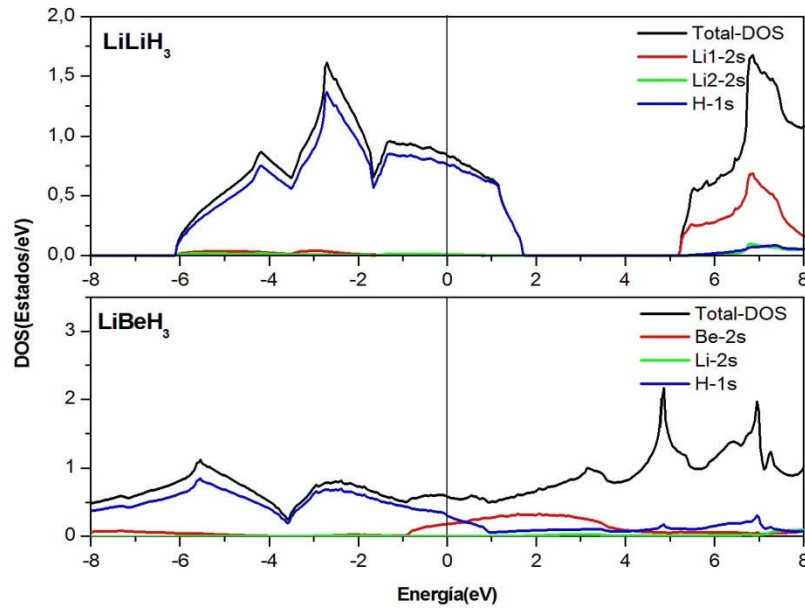 LiLiH3
Total-DOS
Li1-2s
Li2-2s
H-1s
2,0
1,5
1,0
0,5
0,0
-8 -6 -4 -2 0 2 4 6 8
DOS(Estados/eV)
LiBeH3
Total-DOS
Be-2s
Li-2s
H-1s
3
2
1
0
-8 -6 -4 -2 0 2 4 6 8
Energía(eV)